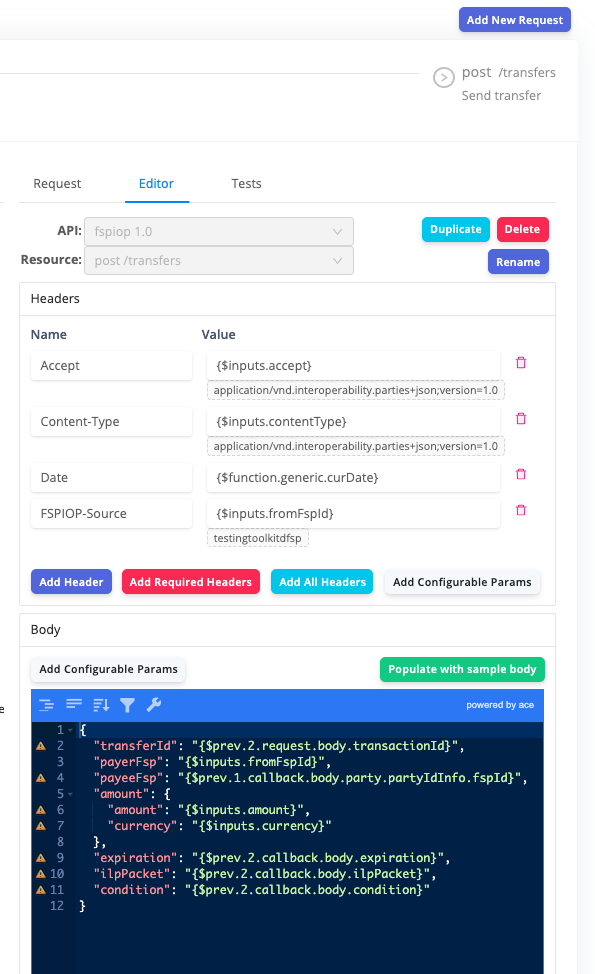 Add New Request
post /transfers
Send transfer
Request Editor Tests
API: fspiop 1.0
Duplicate Delete
Resource: post /transfers
Rename
Headers
Name Value
Accept {$inputs.accept}
application/vnd.interoperability.parties+json;version=1.0
Content-Type {$inputs.contentType}
application/vnd.interoperability.parties+json;version=1.0
Date {$function.generic.curDate}
FSPIOP-Source {$inputs.fromFspId}
testingtoolkitdfsp
Add Header Add Required Headers Add All Headers Add Configurable Params
Body
Add Configurable Params Populate with sample body
e
powered by ace
1 {
2 "transferId": "{$prev.2.request.body.transactionId}",
3 "payerFsp": "{$inputs.fromFspId}",
4 "payeeFsp": "{$prev.1.callback.body.party.partyIdInfo.fspId}",
5 "amount": {
6 "amount": "{$inputs.amount}",
7 "currency": "{$inputs.currency}"
8 },
9 "expiration": "{$prev.2.callback.body.expiration}",
10 "ilpPacket": "{$prev.2.callback.body.ilpPacket}",
11 "condition": "{$prev.2.callback.body.condition}"
12 }